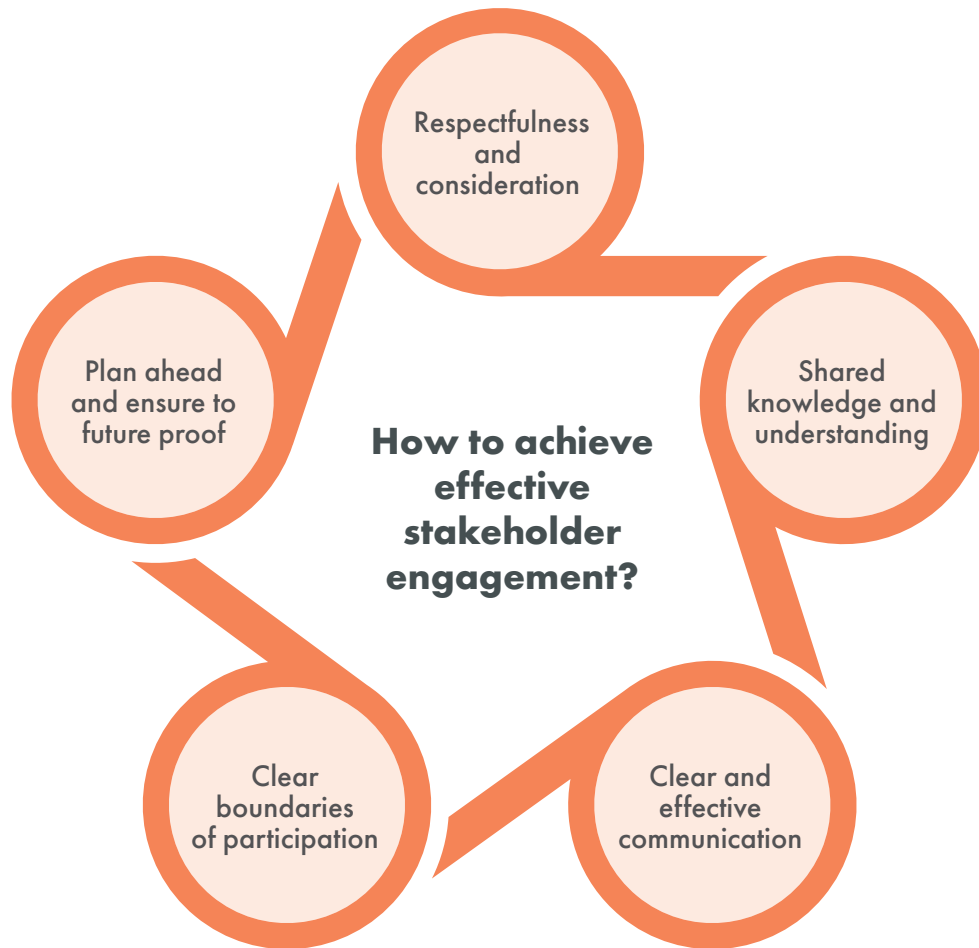 Respectfulness
and
consideration
Shared
knowledge and
understanding
Clear and
effective
communication
Clear
boundaries
of participation
Plan ahead
and ensure to
future proof
How to achieve
effective
stakeholder
engagement?